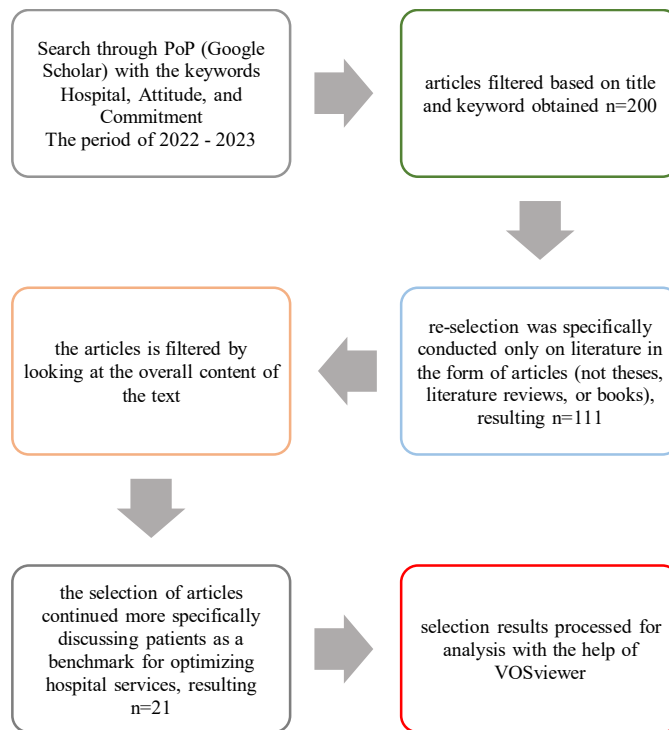 Search through PoP (Google
Scholar) with the keywords
Hospital, Attitude, and
Commitment
The period of 2022 - 2023
articles filtered based on title
and keyword obtained n=200
re-selection was specifically
conducted only on literature in
the form of articles (not theses,
literature reviews, or books),
resulting n=111
the articles is filtered by
looking at the overall content of
the text
the selection of articles
continued more specifically
discussing patients as a
benchmark for optimizing
hospital services, resulting
n=21
selection results processed for
analysis with the help of
VOSviewer